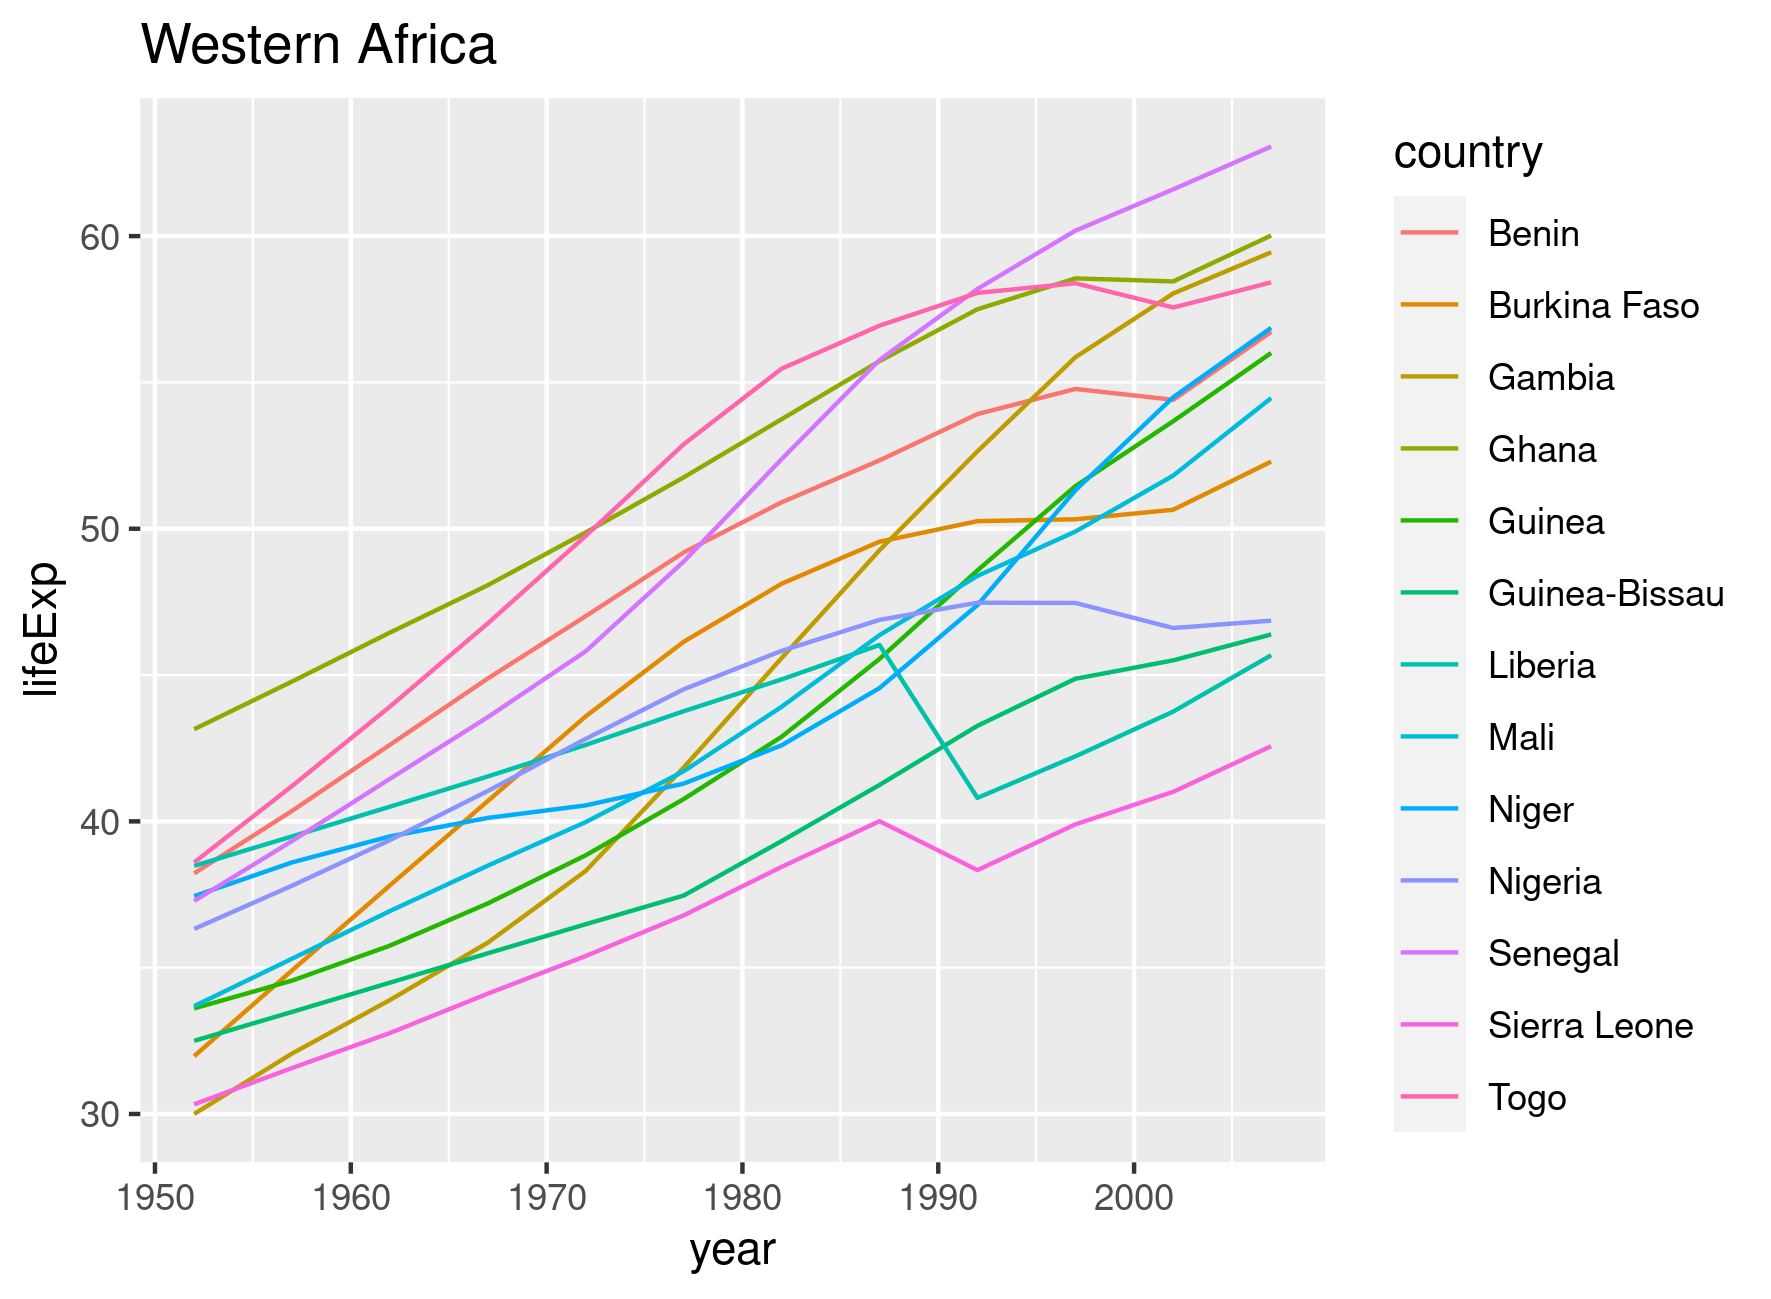 Western Africa
60
50
40
30
lifeExp
1950 1960 1970 1980 1990 2000
year
country
Benin
Burkina Faso
Gambia
Ghana
Guinea
Guinea-Bissau
Liberia
Mali
Niger
Nigeria
Senegal
Sierra Leone
Togo